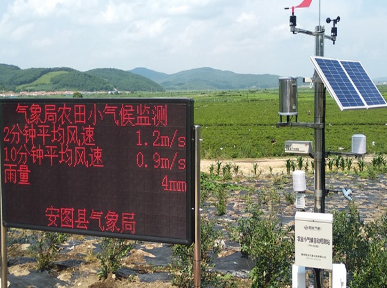 气象局农田小气候监测
2分钟平均风速 1.2m/s
10分钟平均风速 0.9m/s
雨量 4mm
安图县气象局